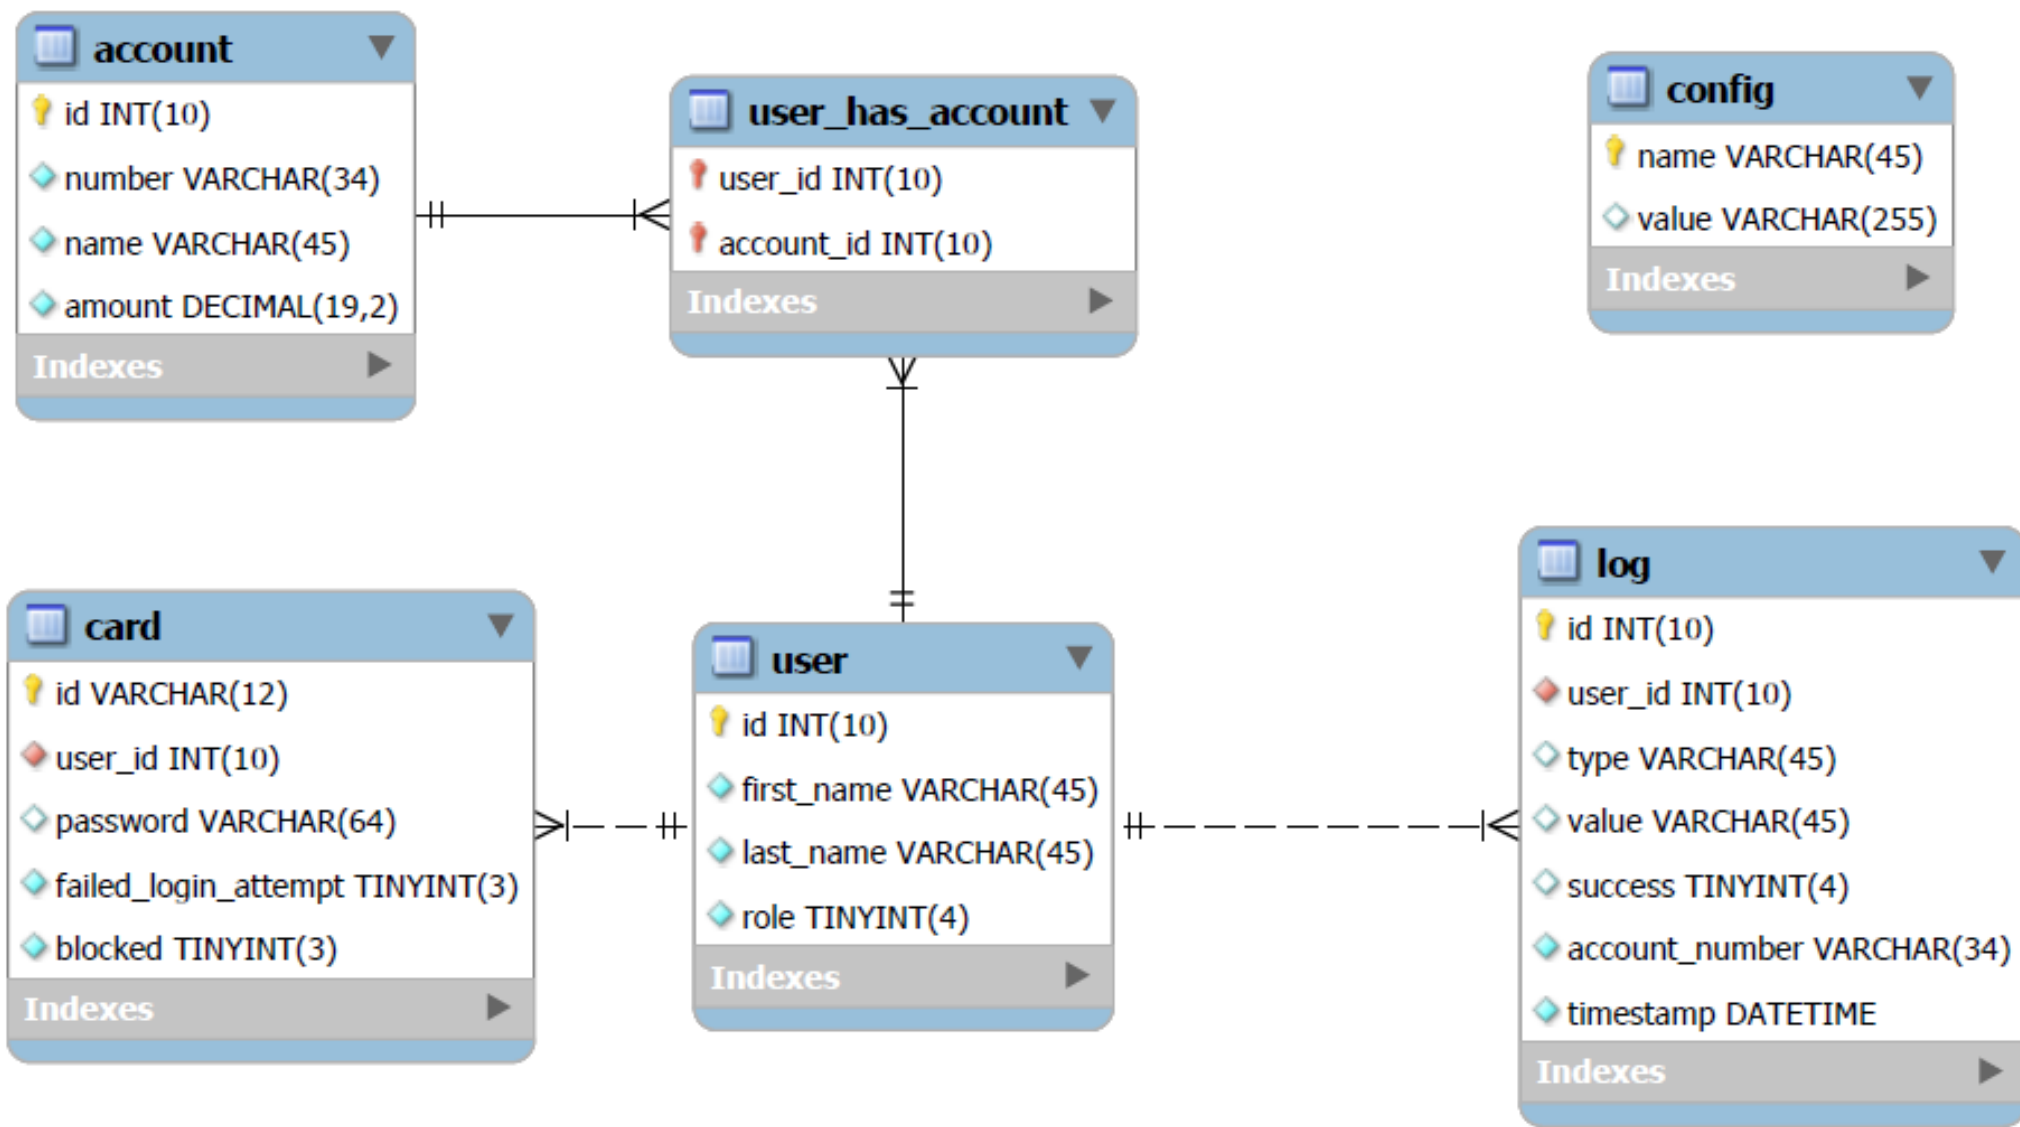 account
id INT(10)
number VARCHAR(34)
name VARCHAR(45)
amount DECIMAL(19,2)
Indexes
user_has_account
user_id INT(10)
account_id INT(10)
Indexes
config
name VARCHAR(45)
value VARCHAR(255)
Indexes
card
id VARCHAR(12)
user_id INT(10)
password VARCHAR(64)
failed_login_attempt TINYINT(3)
blocked TINYINT(3)
Indexes
user
id INT(10)
first_name VARCHAR(45)
last_name VARCHAR(45)
role TINYINT(4)
Indexes
log
id INT(10)
user_id INT(10)
type VARCHAR(45)
value VARCHAR(45)
success TINYINT(4)
account_number VARCHAR(34)
timestamp DATETIME
Indexes